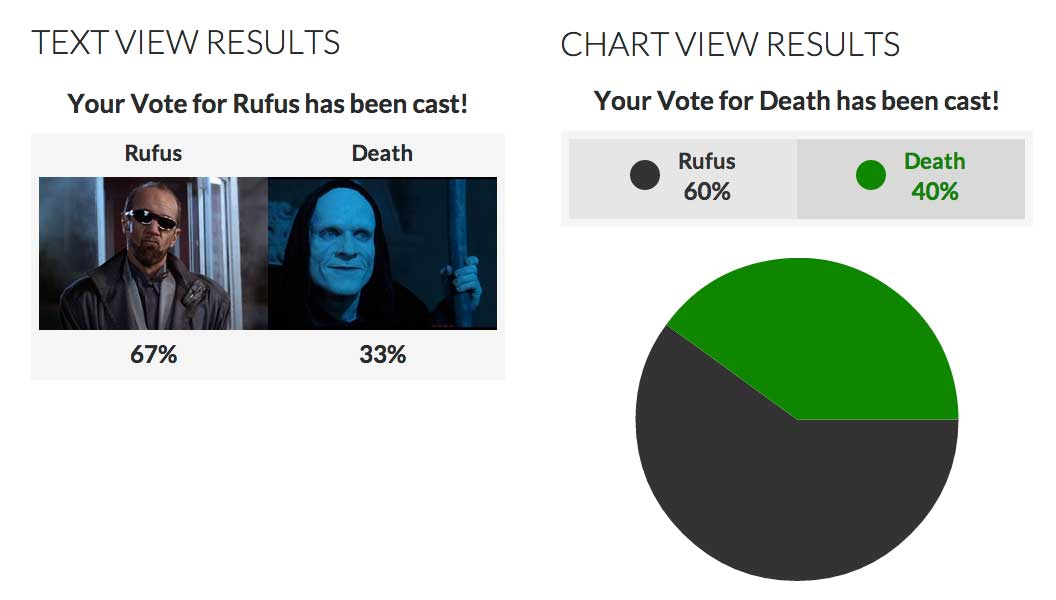 TEXT VIEW RESULTS
Your Vote for Rufus has been cast!
Rufus Death
67% 33%
CHART VIEW RESULTS
Your Vote for Death has been cast!
Rufus Death
60% 40%